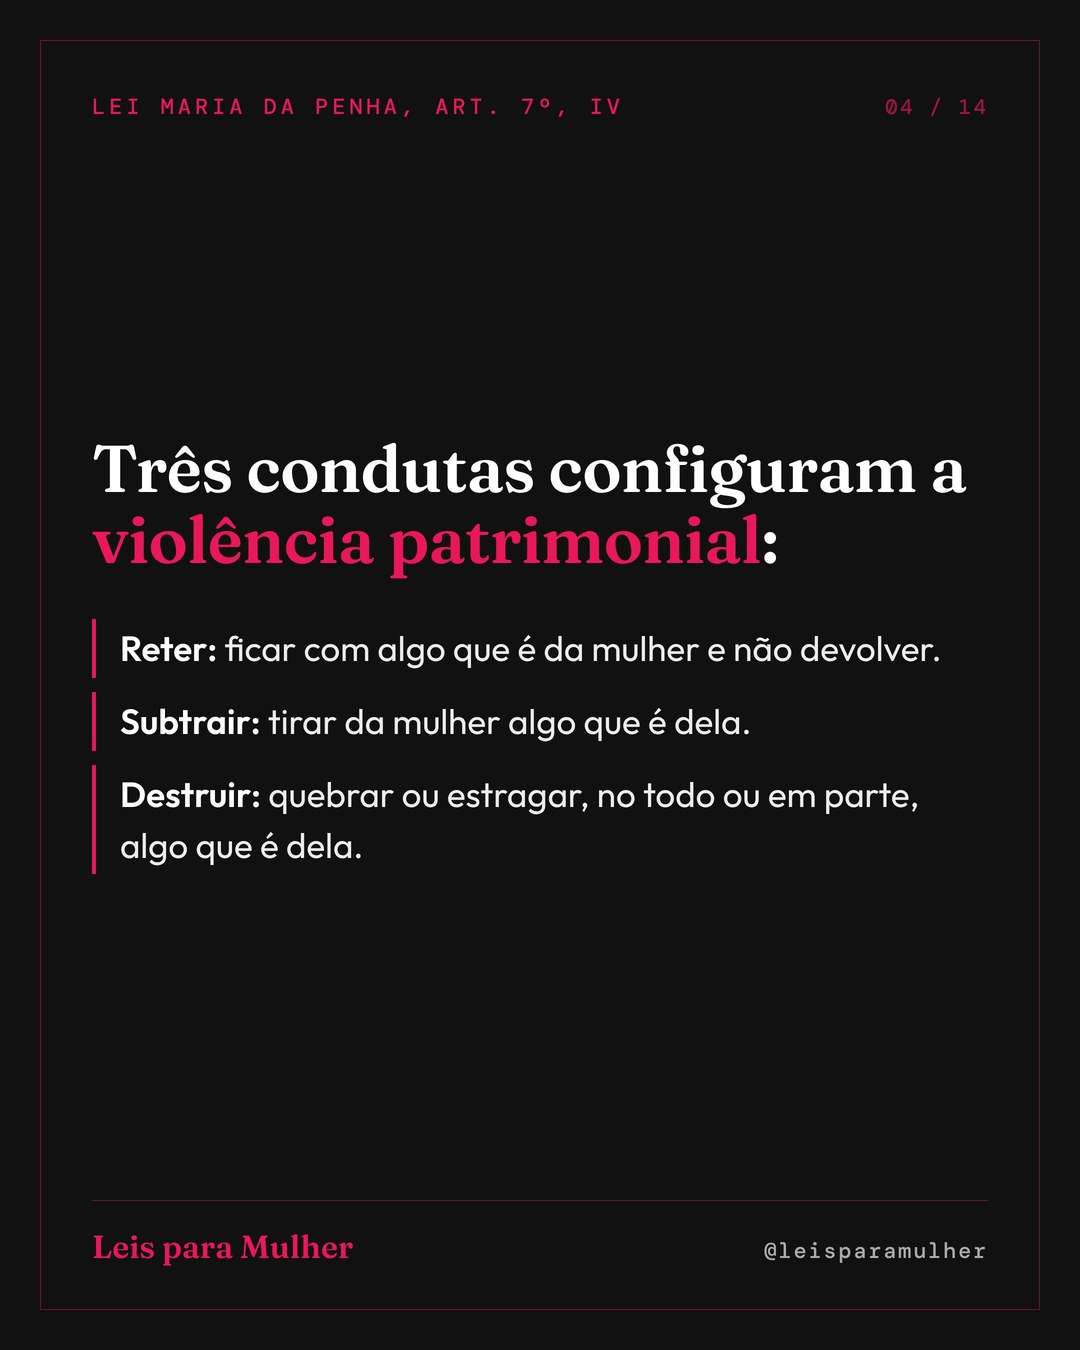 LEI MARIA DA PENHA, ART. 7º, IV
04 / 14
Três condutas configuram a
violência patrimonial:
Reter: ficar com algo que é da mulher e não devolver.
Subtrair: tirar da mulher algo que é dela.
Destruir: quebrar ou estragar, no todo ou em parte,
algo que é dela.
Leis para Mulher
@leisparamulher